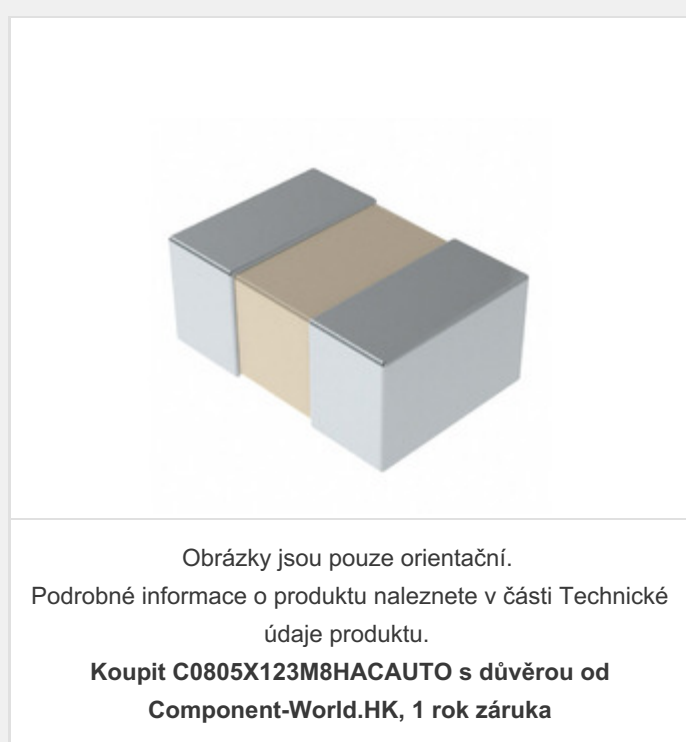 Obrázky jsou pouze orientační.
Podrobné informace o produktu naleznete v části Technické
údaje produktu.
Koupit C0805X123M8HACAUTO s důvěrou od
Component-World.HK, 1 rok záruka